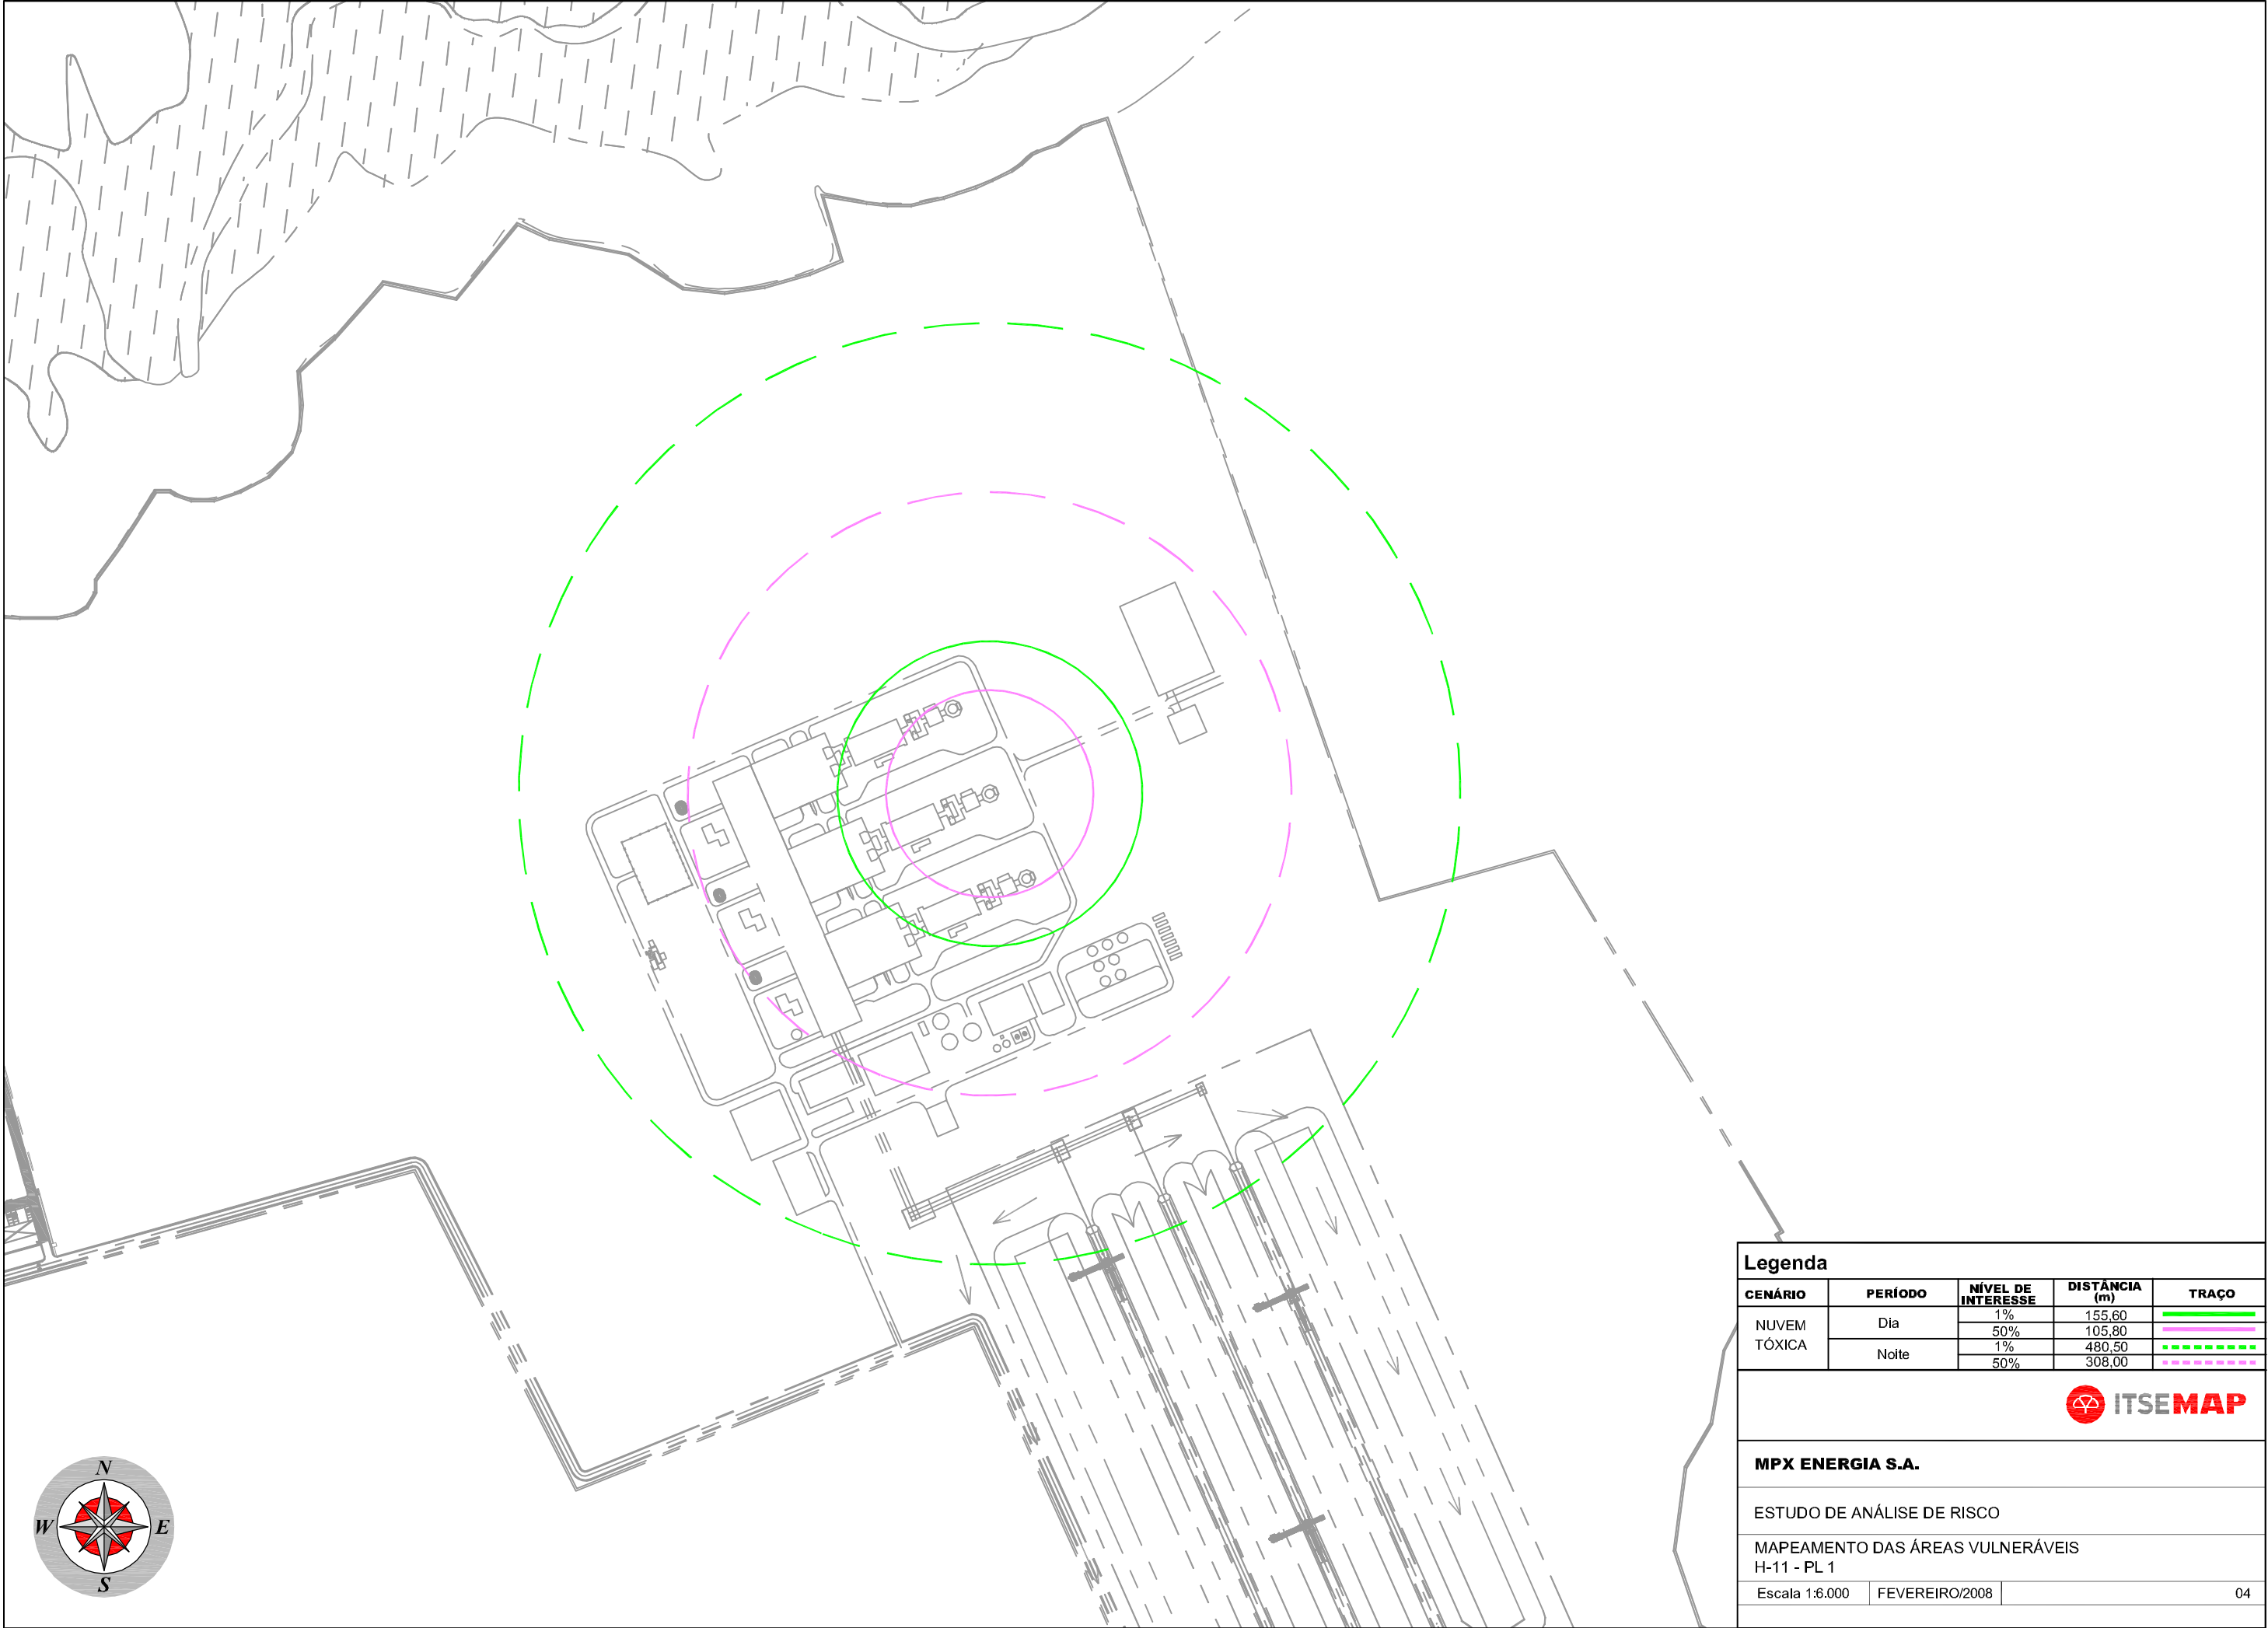 Legenda
CENÁRIO PERÍODO NÍVEL DE INTERESSE DISTÂNCIA (m) TRAÇO
NUVEM TÓXICA Dia 1% 155,60
50% 105,80
Noite 1% 480,50
50% 308,00
ITSEMAP
MPX ENERGIA S.A.
ESTUDO DE ANÁLISE DE RISCO
MAPEAMENTO DAS ÁREAS VULNERÁVEIS
H-11 - PL 1
Escala 1:6.000 FEVEREIRO/2008 04
N
W E
S